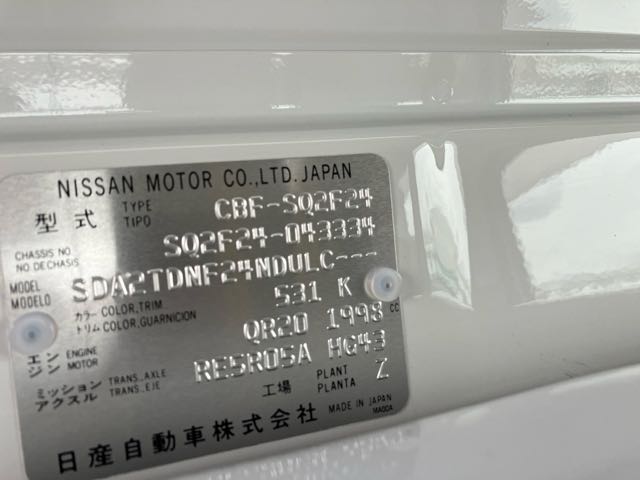 NISSAN MOTOR CO.,LTD. JAPAN
型式 TYPE TIPO CBF-SQ2F24
CHASSIS NO. NO DECHASIS SQ2F24-043334
MODEL MODELO SDA2TDNF24NDULC---
カラー COLOR,TRIM トリム COLOR,GUARNICION 531 K
エンジン ENGINE MOTOR QR20 1998 cc
ミッション アクスル TRANS.,AXLE TRANS.,EJE RE5R05A HG43
工場 PLANT PLANTA Z
日産自動車株式会社 MADE IN JAPAN
MA00A